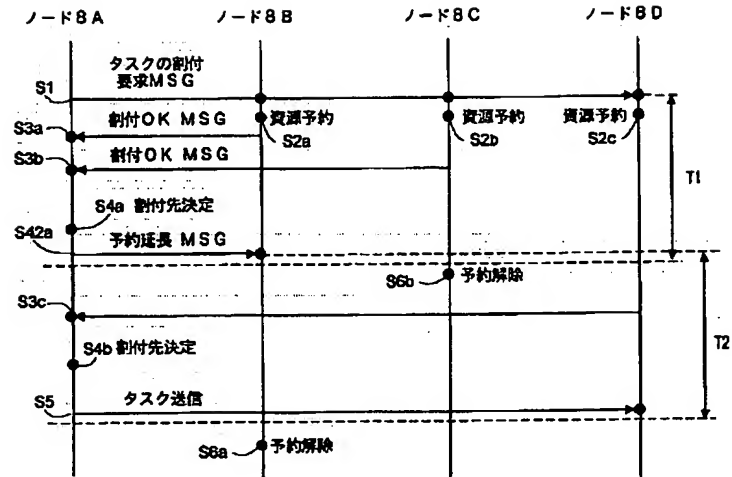 ノード8A ノード8B ノード8C ノード8D
タスクの割付
要求MSG
S1
割付OK MSG
資源予約 資源予約 資源予約
S3a
S2a S2b S2c
割付OK MSG
S3b
T1
S4a 割付先決定
S42a
予約延長 MSG
S6b 予約解除
S3c
T2
S4b 割付先決定
S5
タスク送信
S6a 予約解除